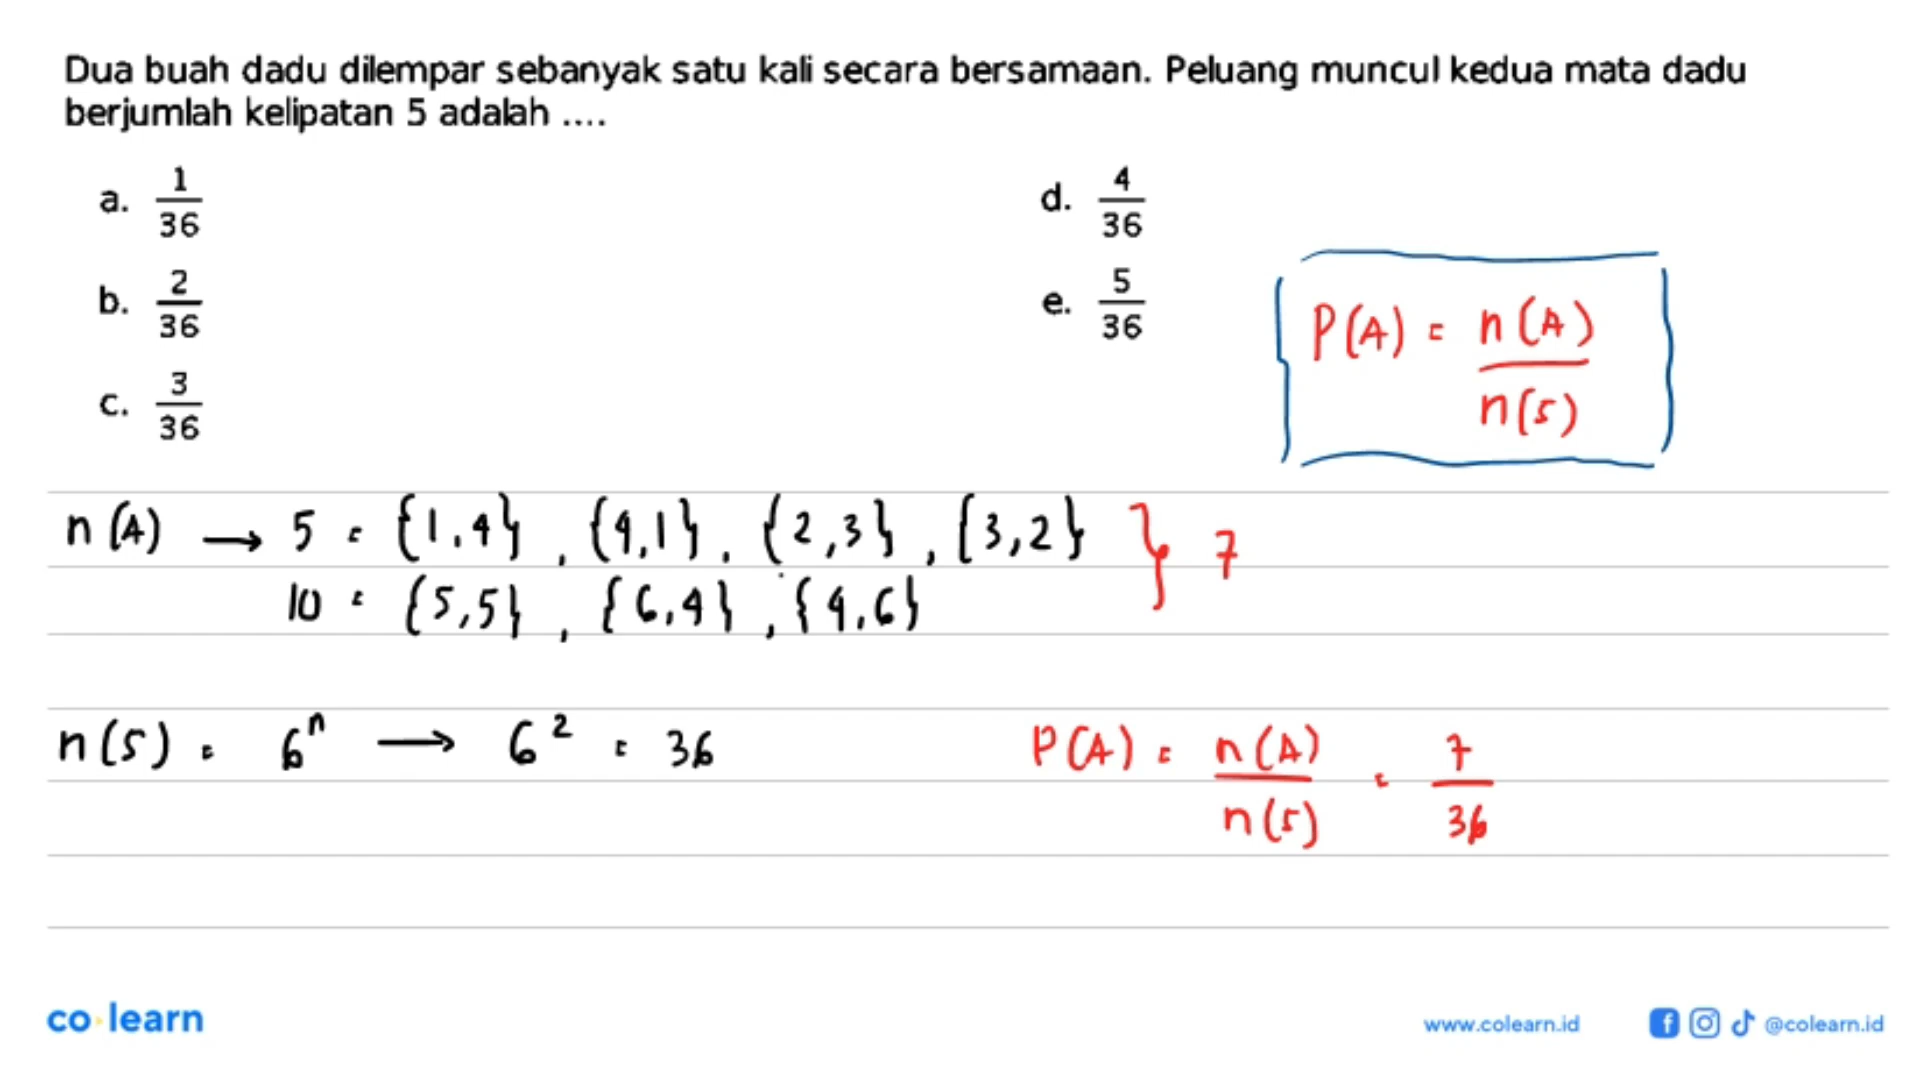 Dua buah dadu dilempar sebanyak satu kali secara bersamaan. Peluang muncul kedua mata dadu
berjumlah kelipatan 5 adalah ....
a. 1/36
b. 2/36
c. 3/36
d. 4/36
e. 5/36
P(A) = n(A)/n(S)
n(A) → 5 = {1,4}, {4,1}, {2,3}, {3,2} } 7
10 = {5,5}, {6,4}, {4,6}
n(S) = 6^n → 6^2 = 36
P(A) = n(A)/n(S) = 7/36
co learn
www.colearn.id
@colearn.id